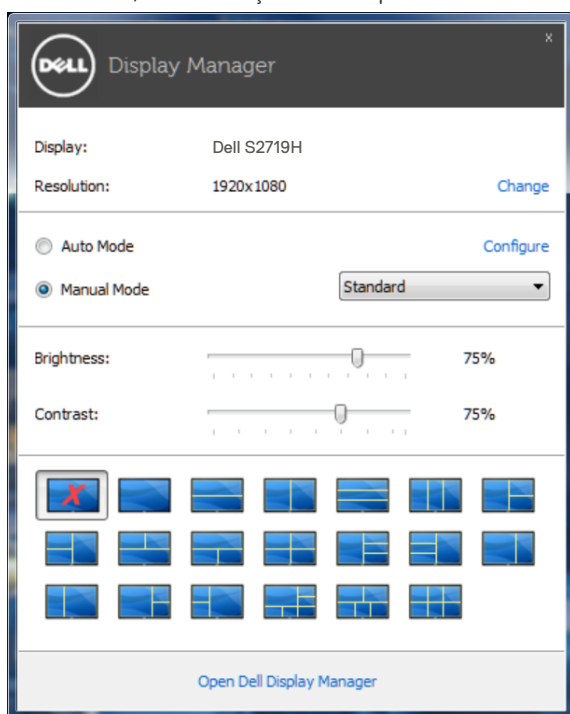 DELL Display Manager
x
Display: Dell S2719H
Resolution: 1920x1080 Change
Auto Mode Configure
Manual Mode Standard
Brightness: 75%
Contrast: 75%
X
Open Dell Display Manager